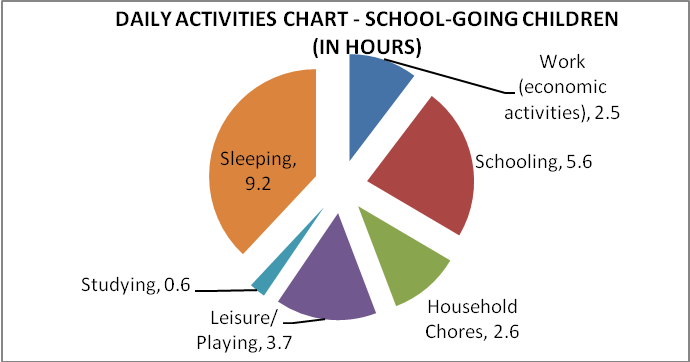 DAILY ACTIVITIES CHART - SCHOOL-GOING CHILDREN
(IN HOURS)
Work
(economic
activities), 2.5
Schooling, 5.6
Household
Chores, 2.6
Leisure/
Playing, 3.7
Studying, 0.6
Sleeping,
9.2